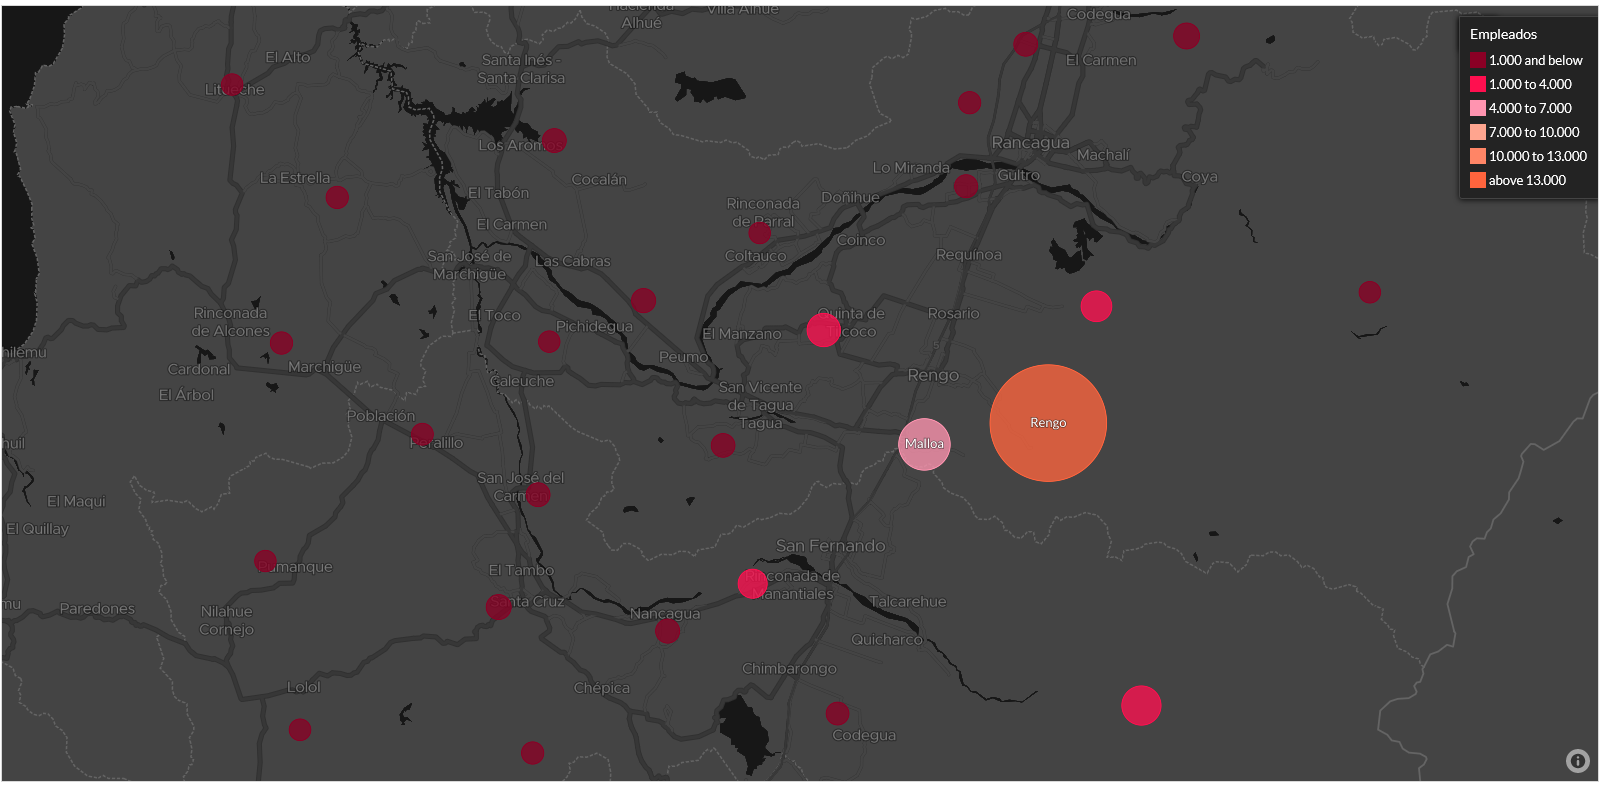 Hacienda
Alhué
Villa Alhué
Codegua
El Alto
Santa Inés -
Santa Clarisa
El Carmen
Litueche
Los Aromos
Rancagua
Machalí
Lo Miranda
Gultro
Coya
La Estrella
Cocalán
El Tabón
Doñihue
Rinconada
de Parral
El Carmen
Coinco
Coltauco
Requínoa
San José de
Marchigüe
Las Cabras
Rinconada
de Alcones
El Toco
Pichidegua
El Manzano
Quinta de
Tilcoco
Rosario
hilemu
Cardonal
Marchigüe
Peumo
Caleuche
Rengo
El Árbol
San Vicente
de Tagua
Tagua
Población
Peralillo
Malloa
Rengo
huil
San José del
Carmen
El Maqui
El Quillay
San Fernando
Pumanque
El Tambo
Rinconada de
Manantiales
mu
Paredones
Nilahue
Cornejo
Santa Cruz
Nancagua
Talcarehue
Quicharco
Chimbarongo
Lolol
Chépica
Codegua
Empleados
1.000 and below
1.000 to 4.000
4.000 to 7.000
7.000 to 10.000
10.000 to 13.000
above 13.000